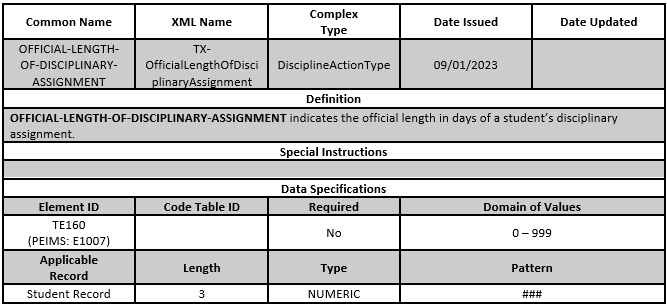 Common Name XML Name Complex Type Date Issued Date Updated
OFFICIAL-LENGTH-
OF-DISCIPLINARY-
ASSIGNMENT
TX-
OfficialLengthOfDisci
plinaryAssignment
DisciplineActionType
09/01/2023
Definition
OFFICIAL-LENGTH-OF-DISCIPLINARY-ASSIGNMENT indicates the official length in days of a student's disciplinary
assignment.
Special Instructions
Data Specifications
Element ID Code Table ID Required Domain of Values
TE160
(PEIMS: E1007)
No
0 – 999
Applicable
Record
Length Type Pattern
Student Record 3 NUMERIC ###